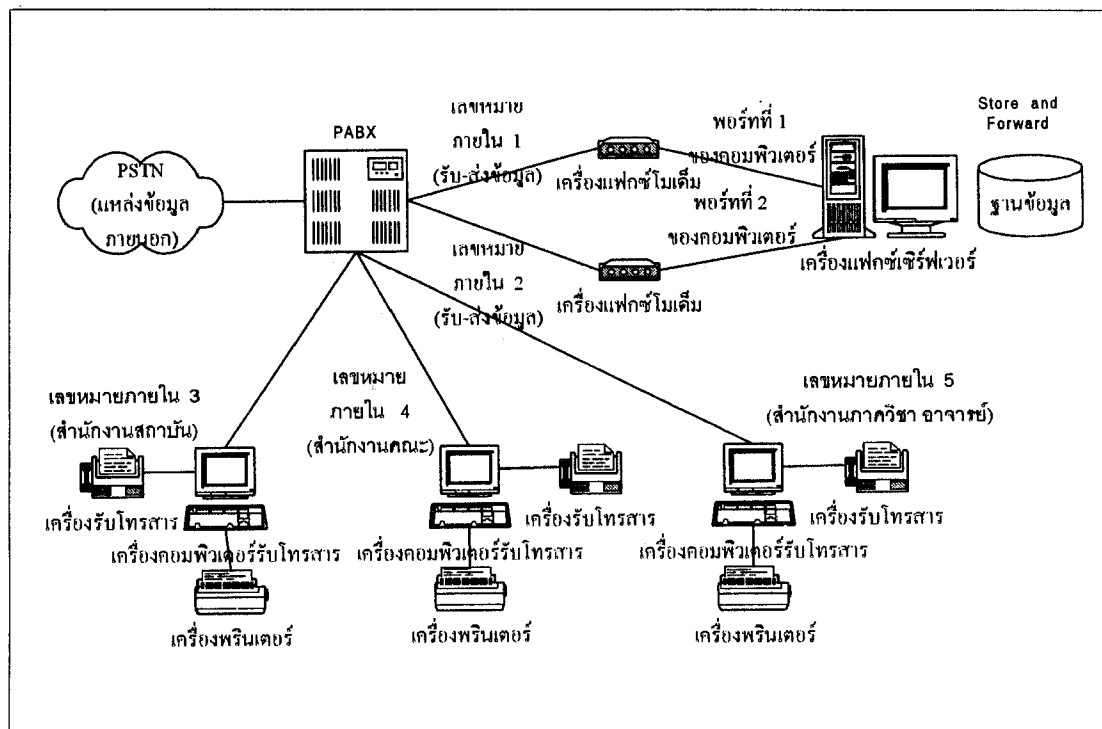 Store and
Forward
PABX
PSTN
(แหล่งข้อมูล
ภายนอก)
เลขหมาย
ภายใน 1
(รับ-ส่งข้อมูล)
เครื่องแฟกซ์โมเด็ม
พอร์ทที่ 1
ของคอมพิวเตอร์
พอร์ทที่ 2
ของคอมพิวเตอร์
ฐานข้อมูล
เครื่องแฟกซ์เซิร์ฟเวอร์
เลขหมาย
ภายใน 2
(รับ-ส่งข้อมูล)
เครื่องแฟกซ์โมเด็ม
เลขหมายภายใน 3
(สำนักงานสถาบัน)
เลขหมาย
ภายใน 4
(สำนักงานคณะ)
เลขหมายภายใน 5
(สำนักงานภาควิชา อาจารย์)
เครื่องรับโทรสาร
เครื่องรับโทรสาร
เครื่องรับโทรสาร
เครื่องคอมพิวเตอร์รับโทรสาร
เครื่องคอมพิวเตอร์รับโทรสาร
เครื่องคอมพิวเตอร์รับโทรสาร
เครื่องพรินเตอร์
เครื่องพรินเตอร์
เครื่องพรินเตอร์